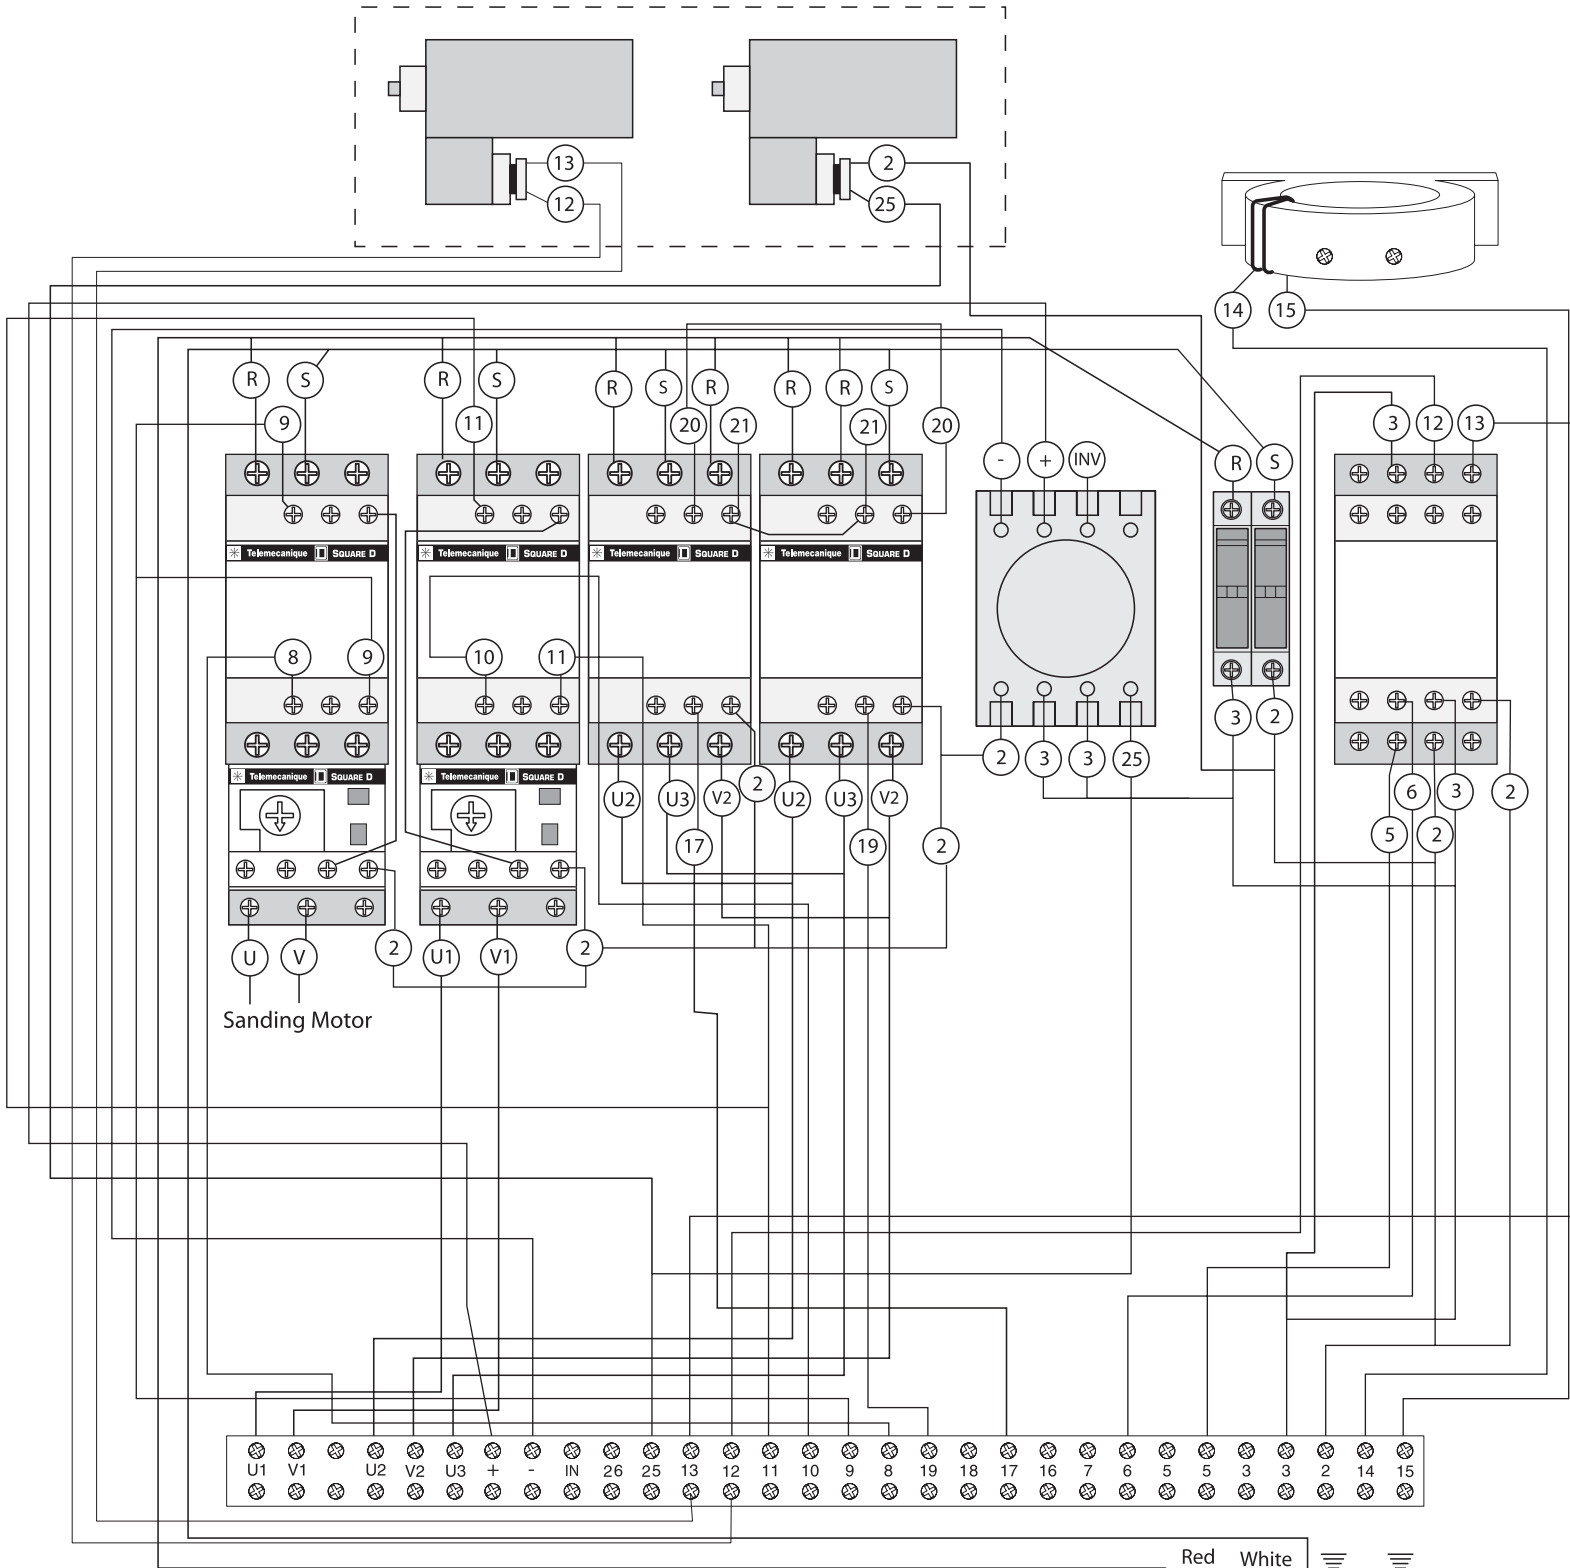 13
2
12
25
14 15
R S R S R S R R R S
3 12 13
9 11 20 21 21 20
- + INV R S
Telemecanique SQUARE D
Telemecanique SQUARE D
Telemecanique SQUARE D
Telemecanique SQUARE D
8 9 10 11
3 2
2 3 3 25
Telemecanique SQUARE D
Telemecanique SQUARE D
U2 U3 V2 2 U2 U3 V2
6 3 2
5 2
17 19 2
2 2
U V U1 V1
Sanding Motor
U1 V1 U2 V2 U3 + - IN 26 25 13 12 11 10 9 8 19 18 17 16 7 6 5 5 3 3 2 14 15
Red White